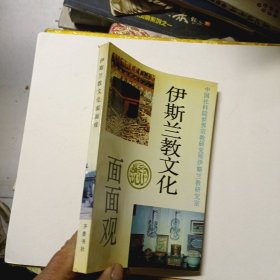 伊斯兰教文化面面观
齐鲁书社
中国社科院世界宗教研究所伊斯兰教研究室
伊斯兰教文化
面面观